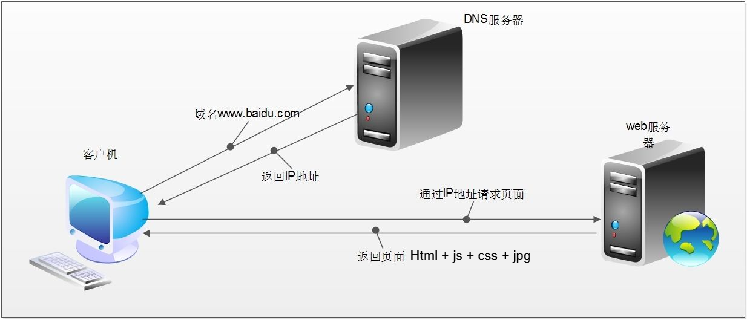 DNS服务器
域名www.baidu.com
web服务
器
客户机
返回IP地址
通过IP地址请求页面
返回页面 Html + js + css + jpg